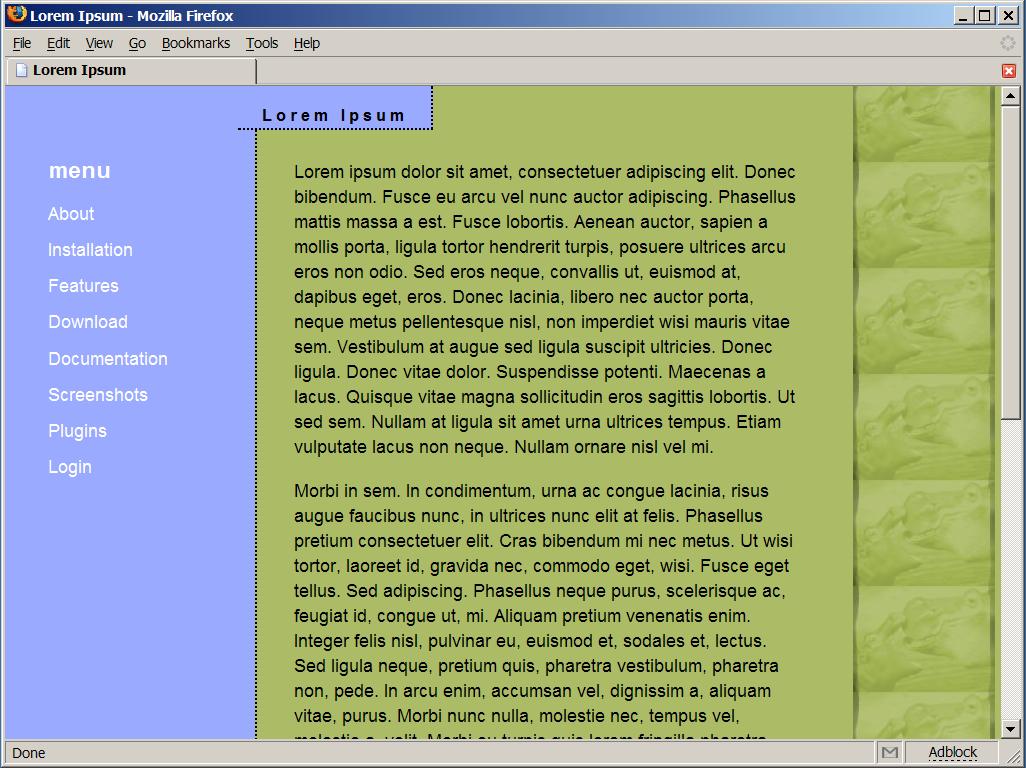 Lorem Ipsum - Mozilla Firefox
File Edit View Go Bookmarks Tools Help
Lorem Ipsum
Lorem Ipsum
menu
About
Installation
Features
Download
Documentation
Screenshots
Plugins
Login
Lorem ipsum dolor sit amet, consectetuer adipiscing elit. Donec
bibendum. Fusce eu arcu vel nunc auctor adipiscing. Phasellus
mattis massa a est. Fusce lobortis. Aenean auctor, sapien a
mollis porta, ligula tortor hendrerit turpis, posuere ultrices arcu
eros non odio. Sed eros neque, convallis ut, euismod at,
dapibus eget, eros. Donec lacinia, libero nec auctor porta,
neque metus pellentesque nisl, non imperdiet wisi mauris vitae
sem. Vestibulum at augue sed ligula suscipit ultricies. Donec
ligula. Donec vitae dolor. Suspendisse potenti. Maecenas a
lacus. Quisque vitae magna sollicitudin eros sagittis lobortis. Ut
sed sem. Nullam at ligula sit amet urna ultrices tempus. Etiam
vulputate lacus non neque. Nullam ornare nisl vel mi.
Morbi in sem. In condimentum, urna ac congue lacinia, risus
augue faucibus nunc, in ultrices nunc elit at felis. Phasellus
pretium consectetuer elit. Cras bibendum mi nec metus. Ut wisi
tortor, laoreet id, gravida nec, commodo eget, wisi. Fusce eget
tellus. Sed adipiscing. Phasellus neque purus, scelerisque ac,
feugiat id, congue ut, mi. Aliquam pretium venenatis enim.
Integer felis nisl, pulvinar eu, euismod et, sodales et, lectus.
Sed ligula neque, pretium quis, pharetra vestibulum, pharetra
non, pede. In arcu enim, accumsan vel, dignissim a, aliquam
vitae, purus. Morbi nunc nulla, molestie nec, tempus vel,
molestie a, velit. Morbi eu turpis quis lorem fringilla pharetra
Done
Adblock